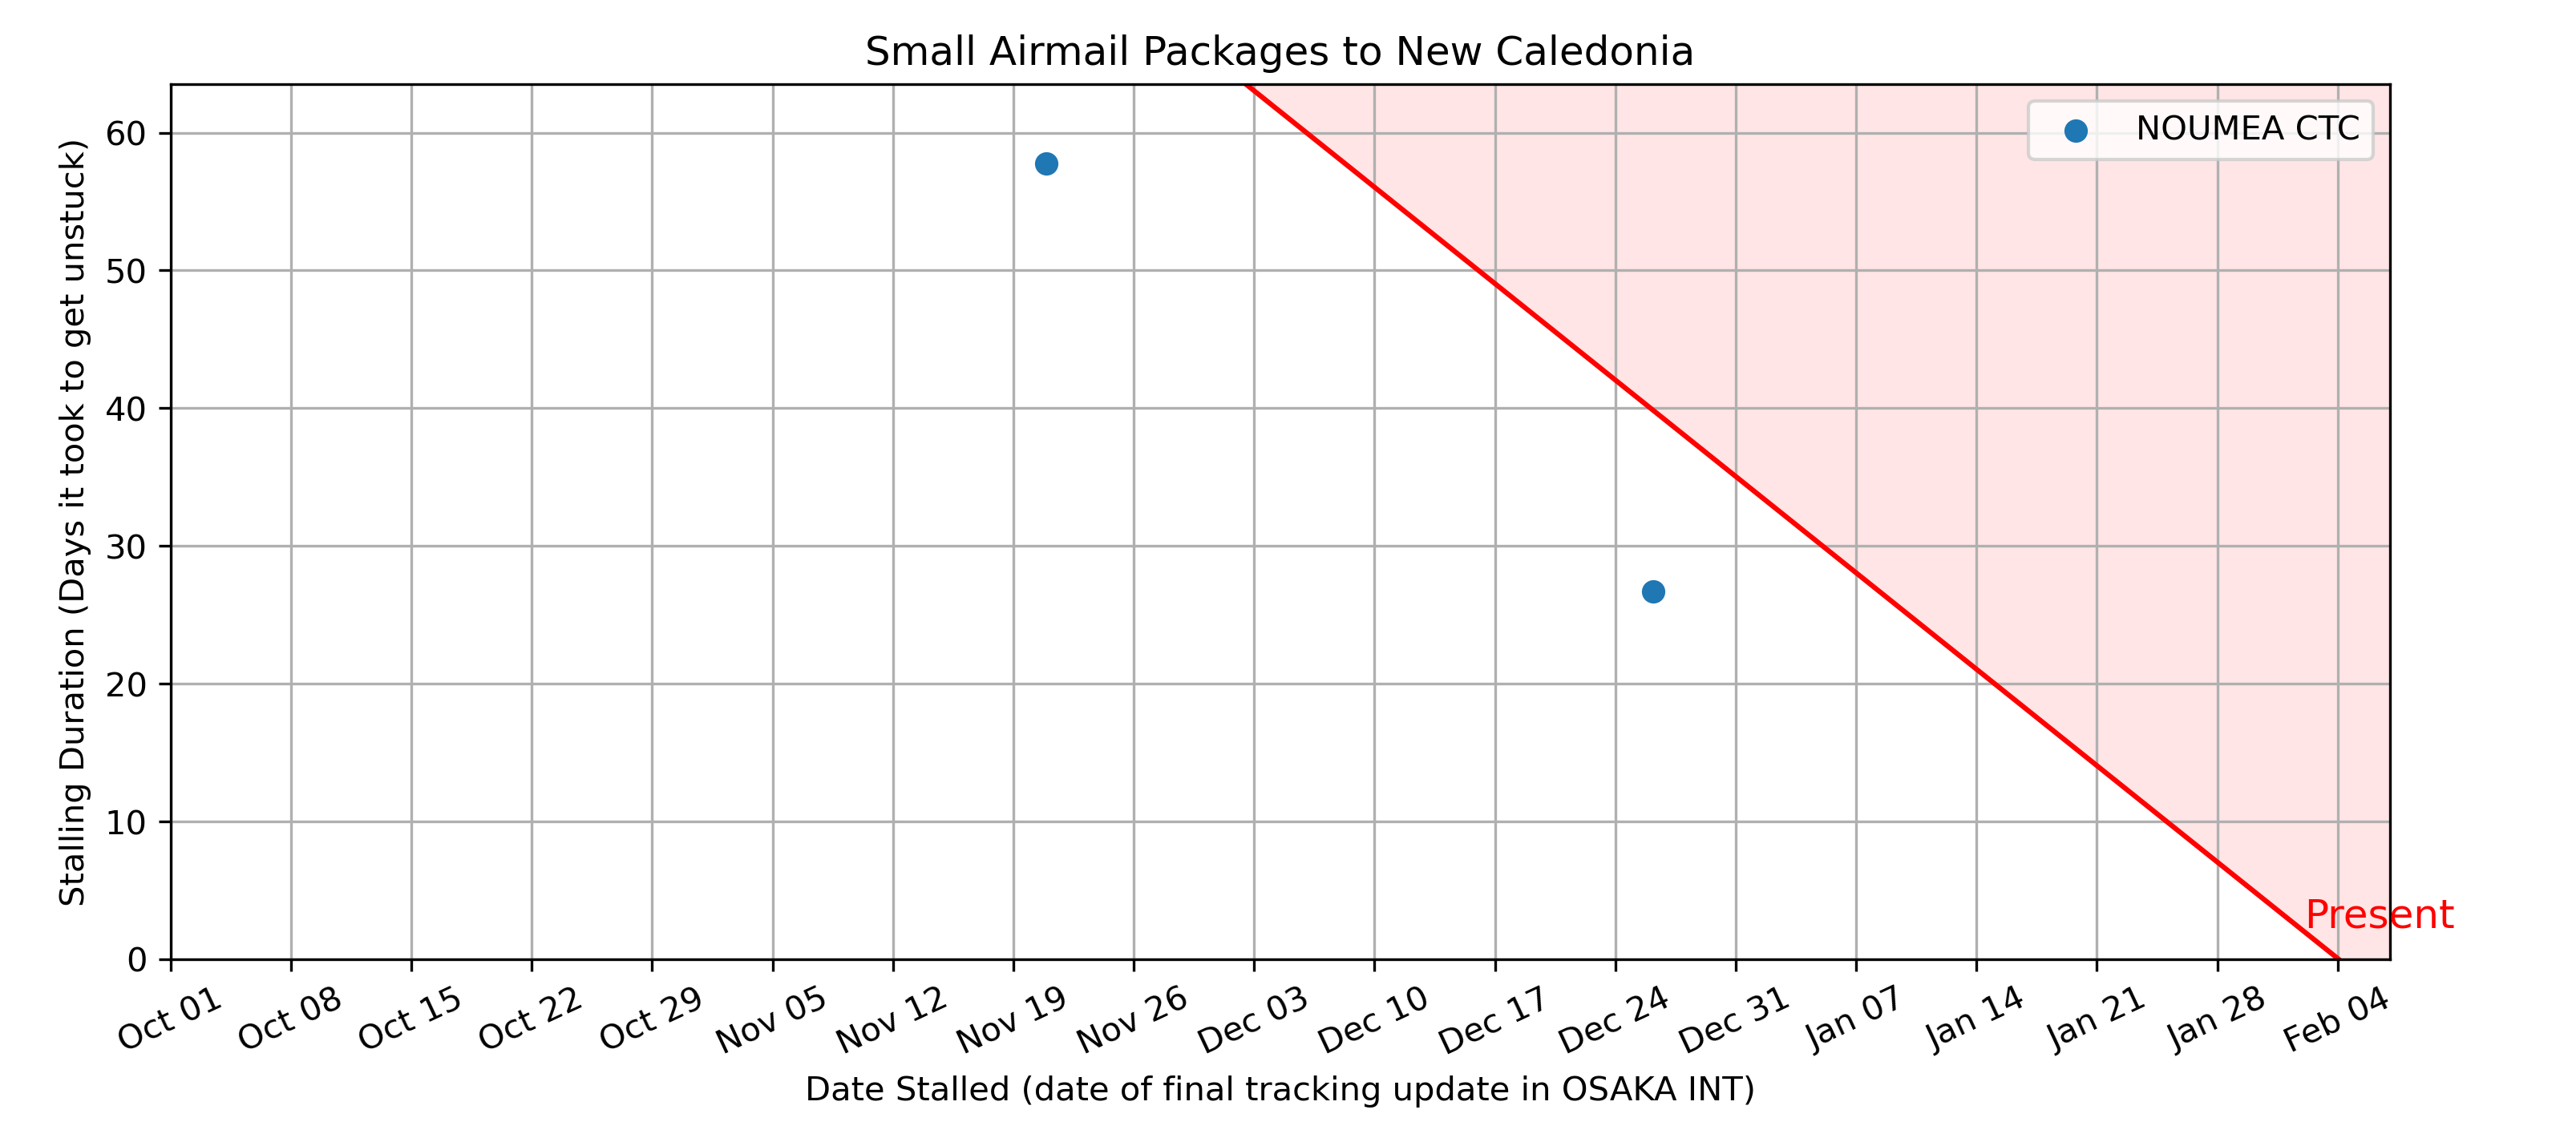 Small Airmail Packages to New Caledonia
NOUMEA CTC
Stalling Duration (Days it took to get unstuck)
60
50
40
30
20
10
0
Present
Oct 01
Oct 08
Oct 15
Oct 22
Oct 29
Nov 05
Nov 12
Nov 19
Nov 26
Dec 03
Dec 10
Dec 17
Dec 24
Dec 31
Jan 07
Jan 14
Jan 21
Jan 28
Feb 04
Date Stalled (date of final tracking update in OSAKA INT)